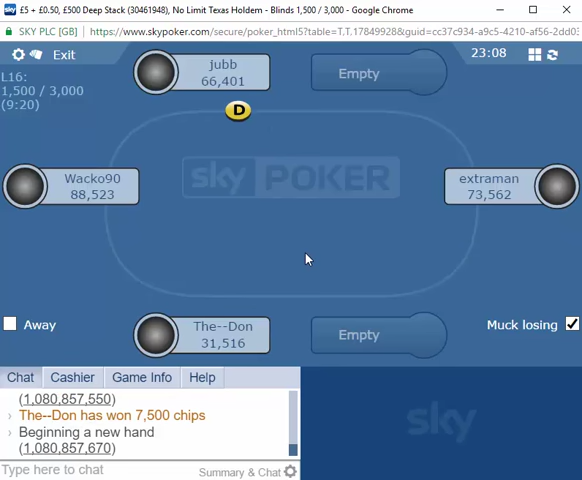 £5 + £0.50, £500 Deep Stack (30461948), No Limit Texas Holdem - Blinds 1,500 / 3,000 - Google Chrome
SKY PLC [GB] https://www.skypoker.com/secure/poker_html5?table=T,T,17849928&guid=cc37c934-a9c5-4210-af56-2dd03
Exit
jubb
66,401
Empty
23:08
L16:
1,500 / 3,000
(9:20)
D
Wacko90
88,523
sky POKER
extraman
73,562
Away
The--Don
31,516
Empty
Muck losing
Chat Cashier Game Info Help
(1,080,857,550)
› The--Don has won 7,500 chips
› Beginning a new hand
(1,080,857,670)
Type here to chat
Summary & Chat
sky